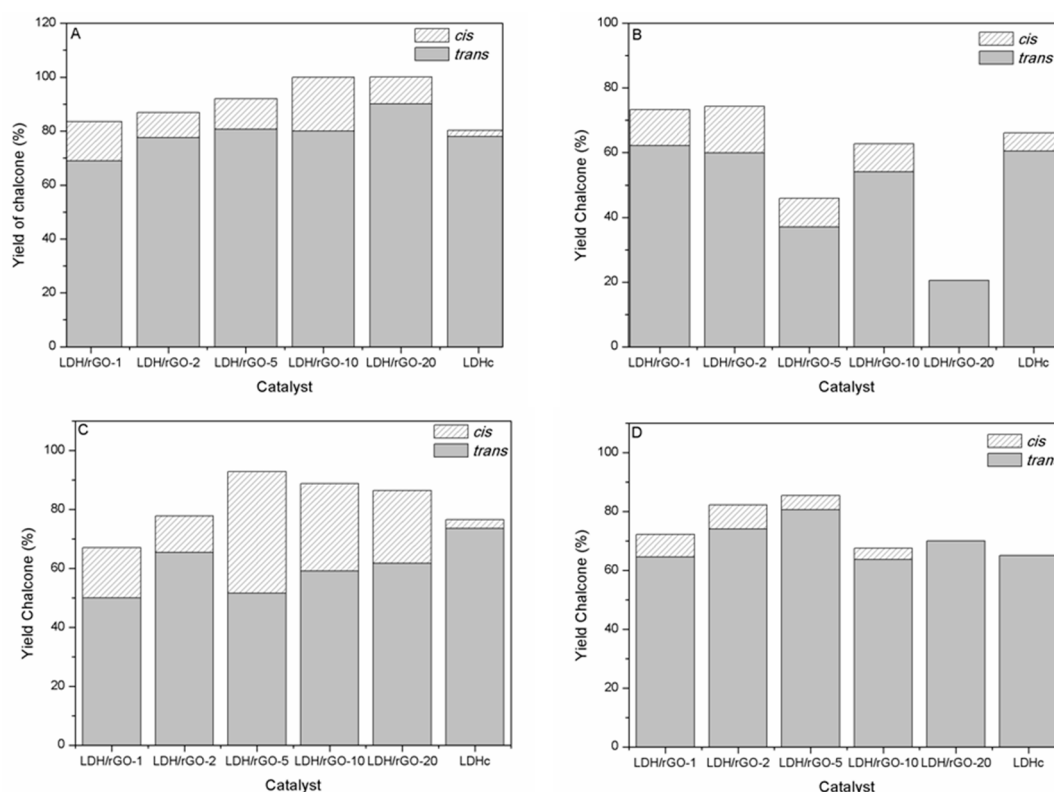 A
cis
trans
Yield of chalcone (%)
120
100
80
60
40
20
0
LDH/rGO-1 LDH/rGO-2 LDH/rGO-5 LDH/rGO-10 LDH/rGO-20 LDHc
Catalyst
B
cis
trans
Yield Chalcone (%)
100
80
60
40
20
0
LDH/rGO-1 LDH/rGO-2 LDH/rGO-5 LDH/rGO-10 LDH/rGO-20 LDHc
Catalyst
C
cis
trans
Yield Chalcone (%)
100
80
60
40
20
0
LDH/rGO-1 LDH/rGO-2 LDH/rGO-5 LDH/rGO-10 LDH/rGO-20 LDHc
Catalyst
D
cis
trans
Yield Chalcone (%)
100
80
60
40
20
0
LDH/rGO-1 LDH/rGO-2 LDH/rGO-5 LDH/rGO-10 LDH/rGO-20 LDHc
Catalyst